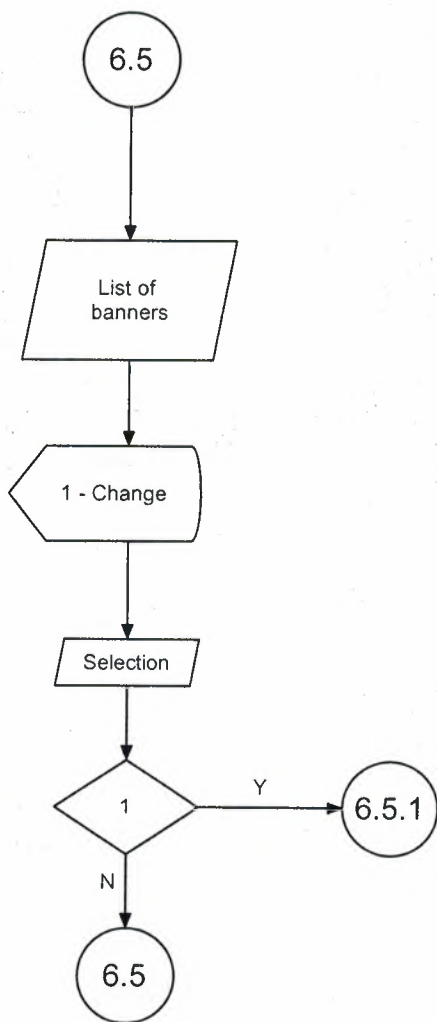 6.5
List of
banners
1 - Change
Selection
1
Y
6.5.1
N
6.5